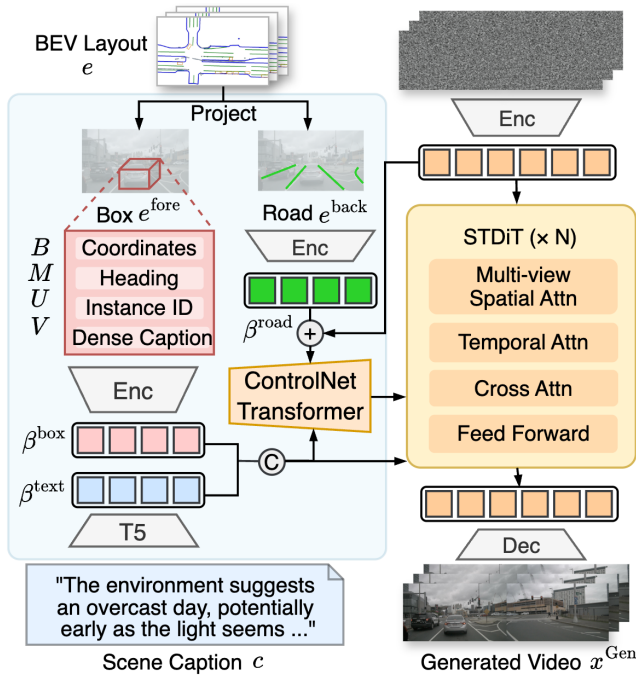 BEV Layout
e
Enc
Project
Box e^fore
Road e^back
B
M
U
V
Coordinates
Heading
Instance ID
Dense Caption
Enc
β^road
+
ControlNet
Transformer
STDiT (× N)
Multi-view
Spatial Attn
Temporal Attn
Cross Attn
Feed Forward
Enc
β^box
C
β^text
T5
Dec
"The environment suggests
an overcast day, potentially
early as the light seems ..."
Scene Caption c
Generated Video x^Gen